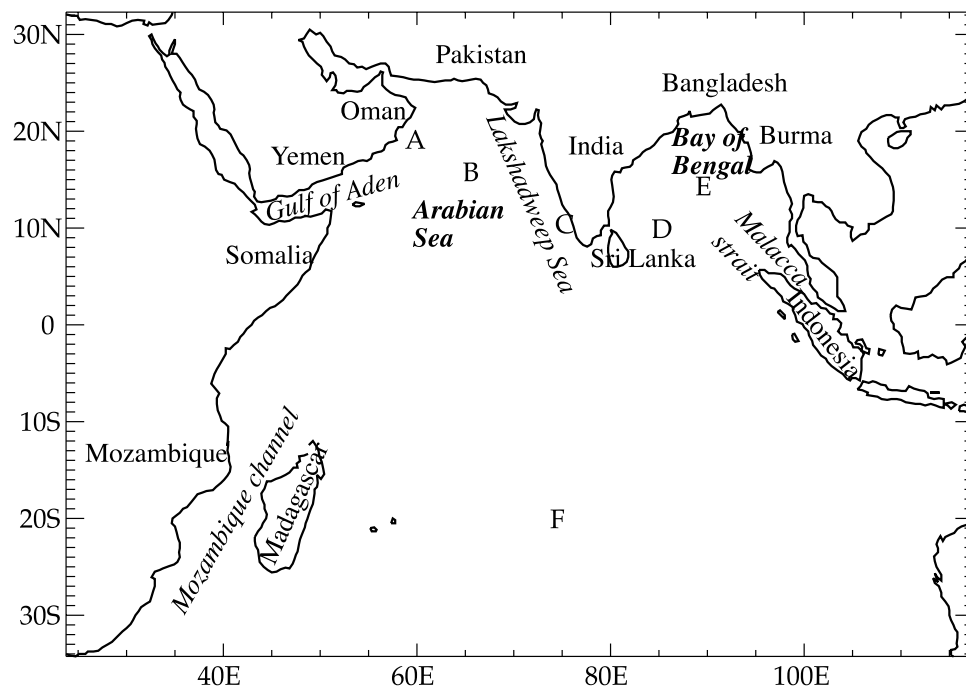 30N
20N
10N
0
10S
20S
30S
40E
60E
80E
100E
Pakistan
Bangladesh
Oman
A
India
Bay of
Bengal
Burma
Yemen
Gulf of Aden
B
Lakshadweep Sea
E
Arabian
Sea
C
D
Malacca
strait
Somalia
Sri Lanka
Indonesia
Mozambique
Mozambique channel
Madagascar
F